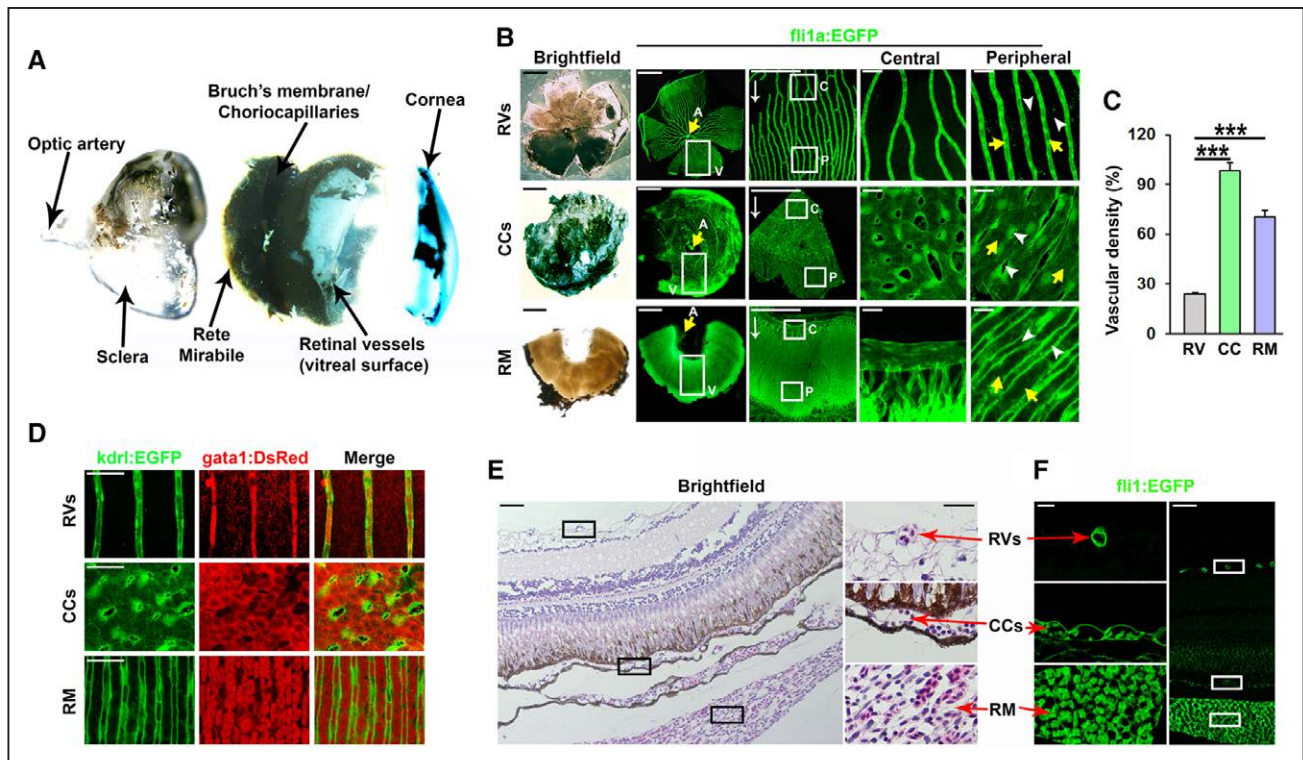 A
Optic artery
Bruch's membrane/
Choriocapillaries
Cornea
Sclera
Rete
Mirabile
Retinal vessels
(vitreal surface)
B
fli1a:EGFP
Brightfield
Central
Peripheral
RVs
A
V
C
P
CCs
A
V
C
P
RM
A
V
C
P
C
Vascular density (%)
120
90
60
30
0
***
***
RV CC RM
D
kdrl:EGFP gata1:DsRed Merge
RVs
CCs
RM
E
Brightfield
RVs
CCs
RM
F
fli1:EGFP